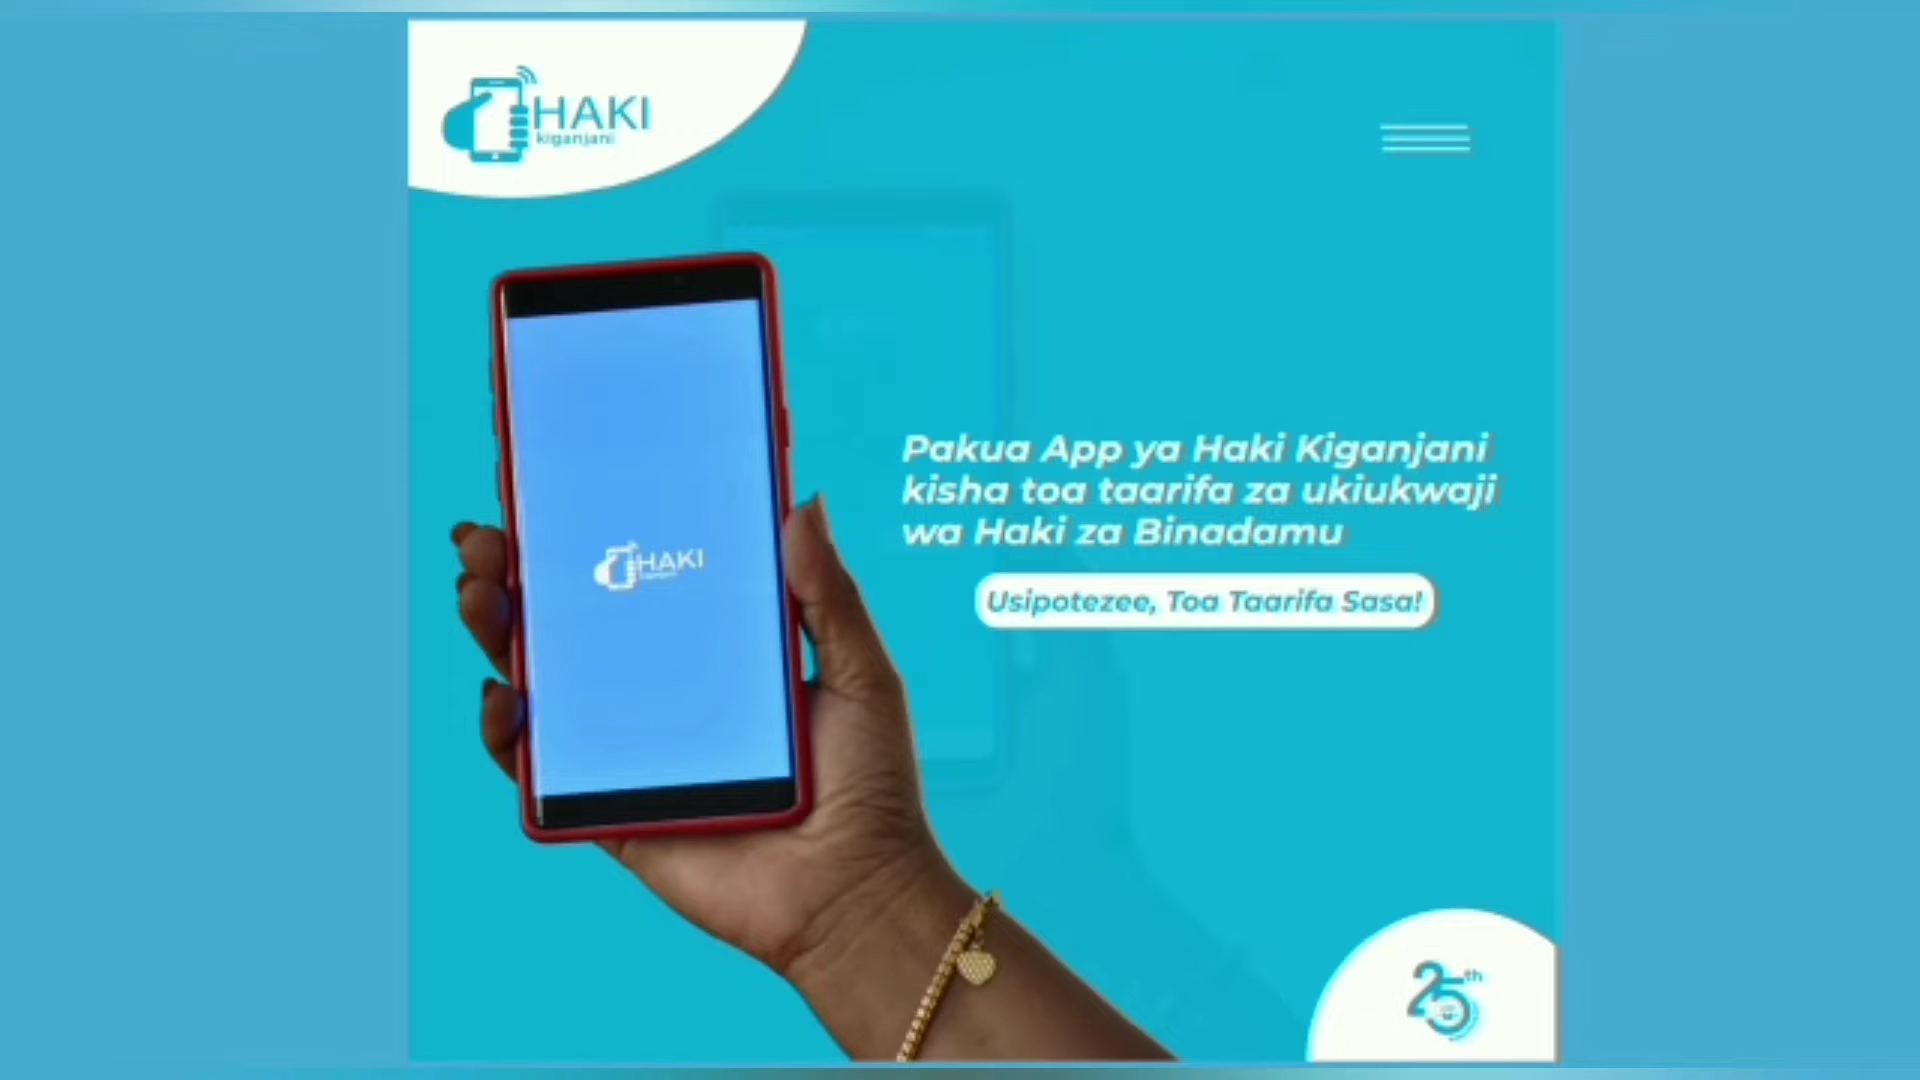 HAKI
kiganjani
Pakua App ya Haki Kiganjani
kisha toa taarifa za ukiukwaji
wa Haki za Binadamu
Usipotezee, Toa Taarifa Sasa!
HAKI
25th